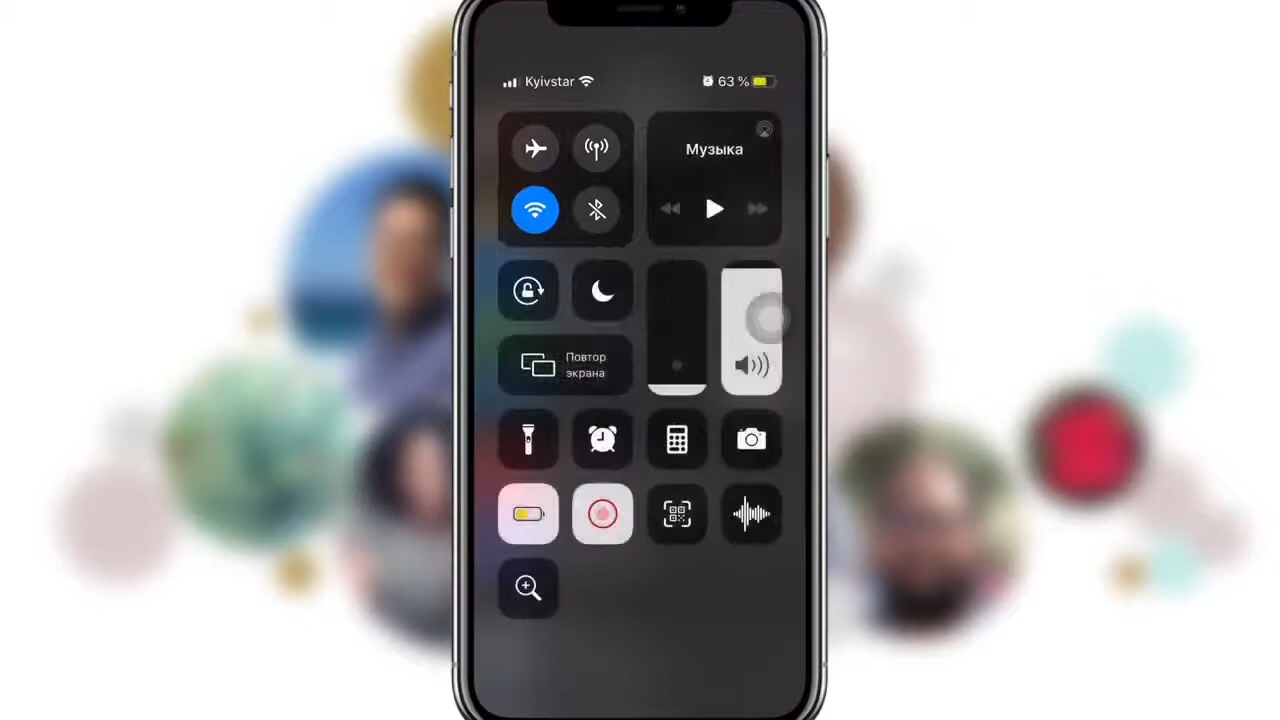 Kyivstar
63 %
Музыка
Повтор
экрана